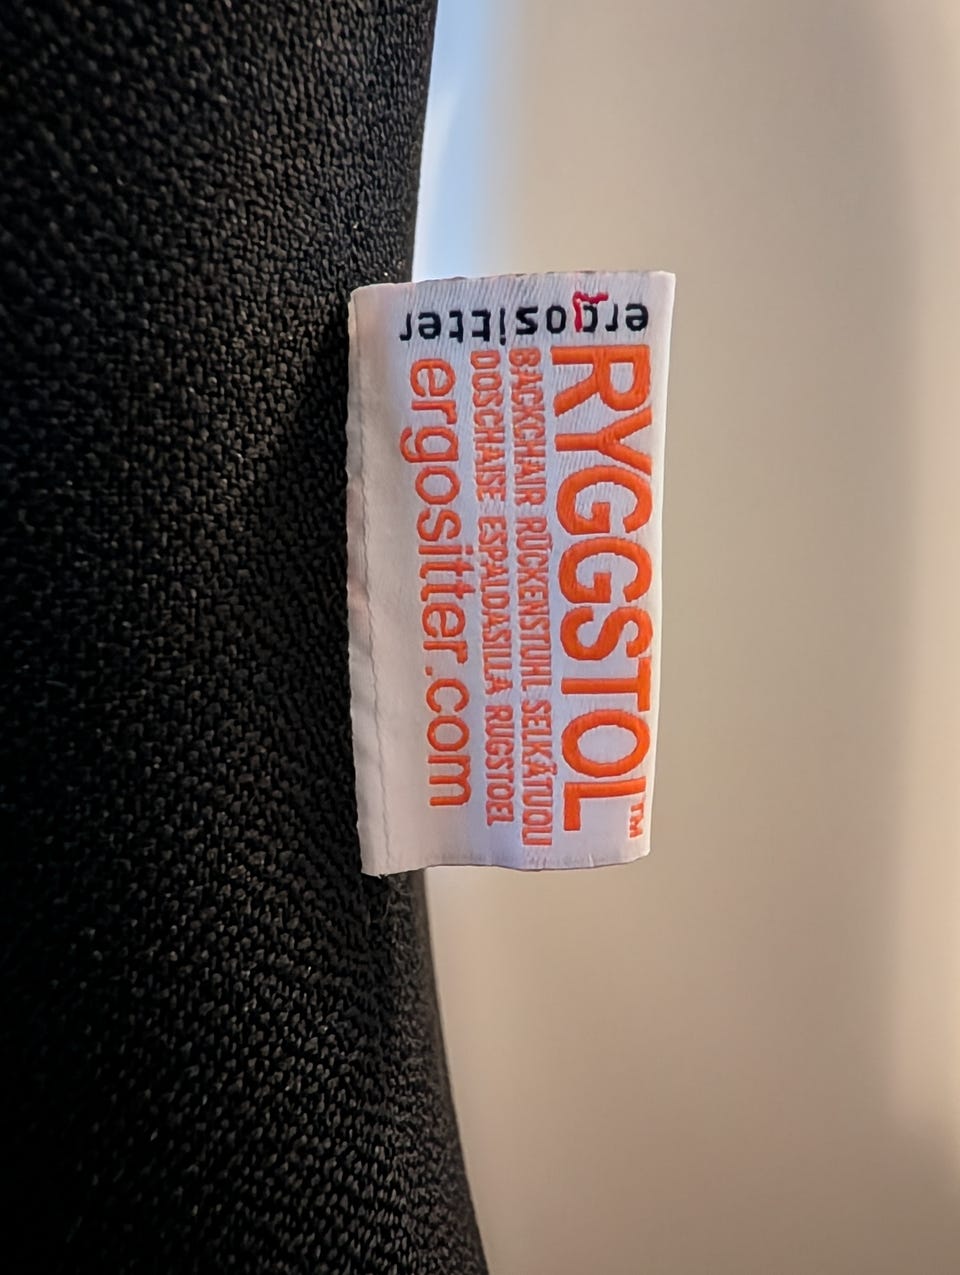 ergositter
RYGGSTOL™
BACKCHAIR RÜCKENSTUHL SELKÄTUOLI
DOSCHAISE ESPALDASILLA RUGSTOEL
ergositter.com